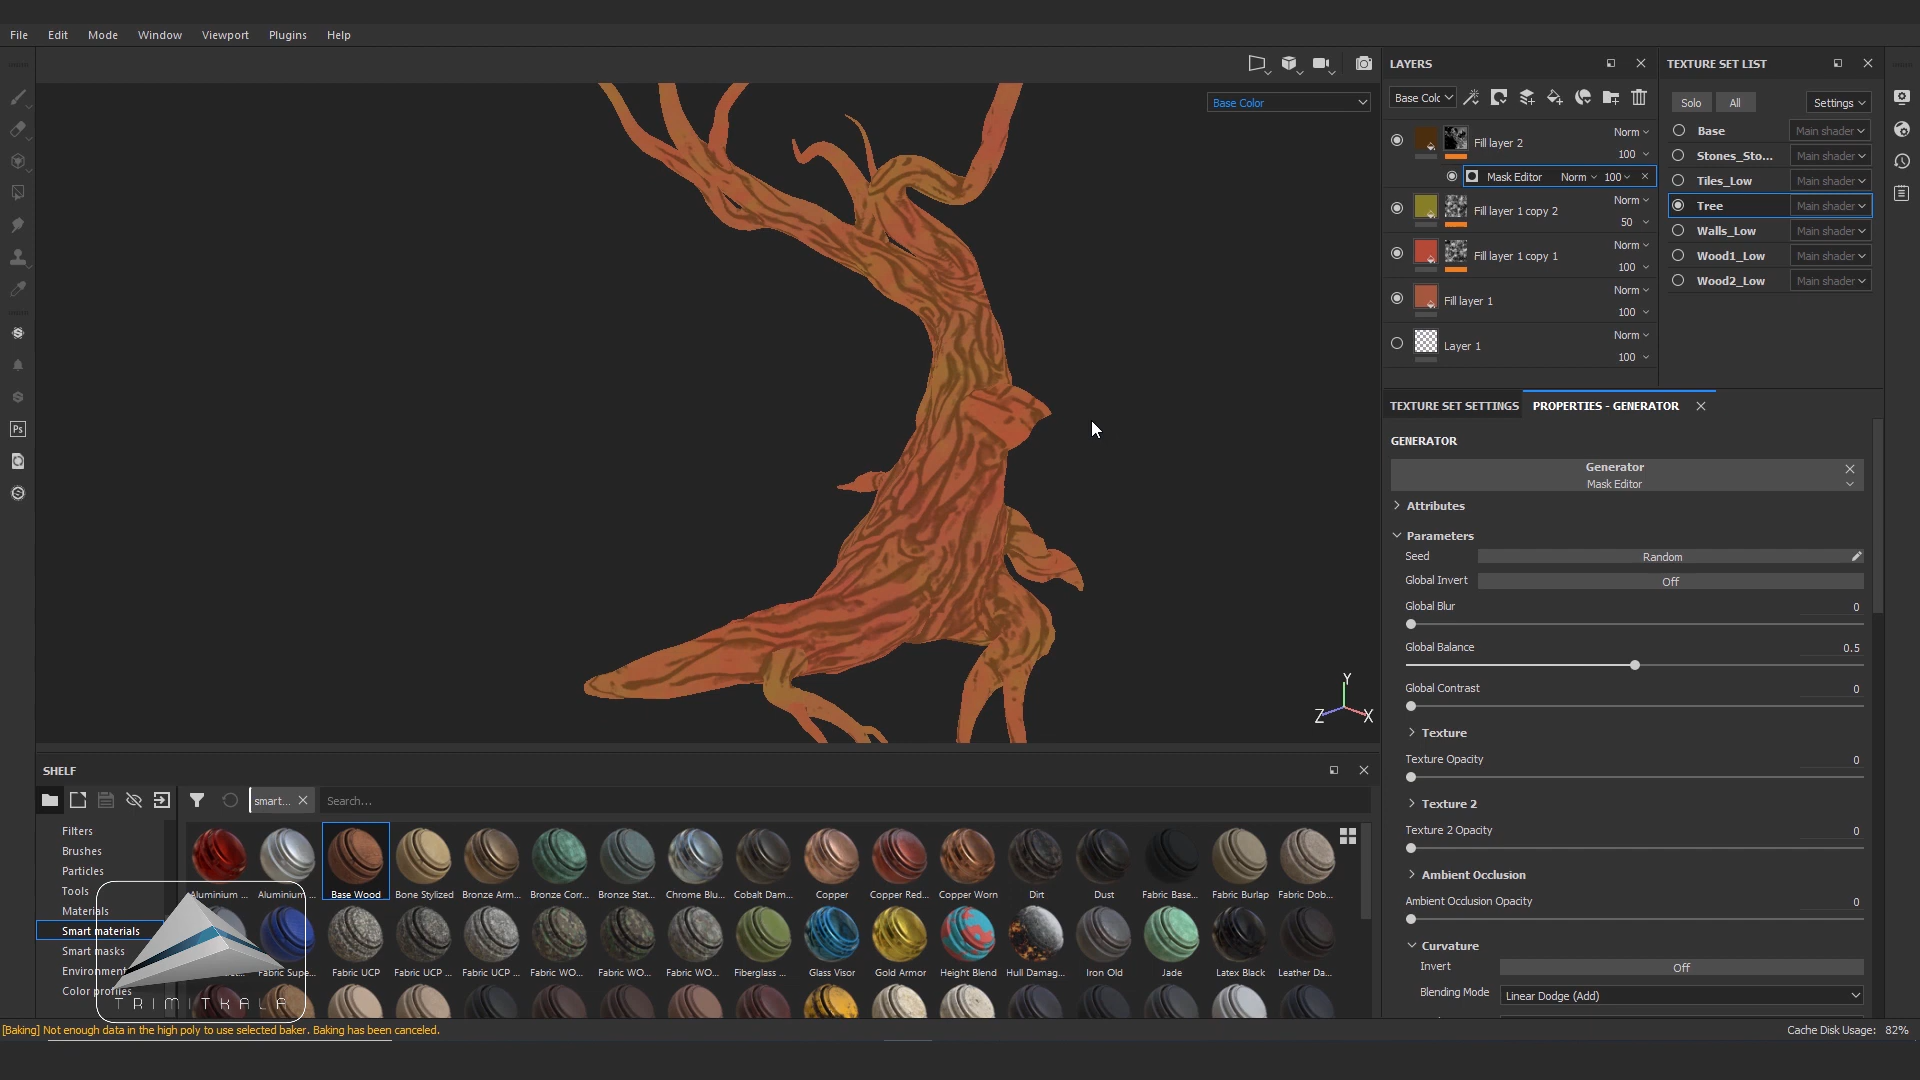 File Edit Mode Window Viewport Plugins Help
Base Color
LAYERS
Base Colc
Fill layer 2 Norm 100
Mask Editor Norm 100
Fill layer 1 copy 2 Norm 50
Fill layer 1 copy 1 Norm 100
Fill layer 1 Norm 100
Layer 1 Norm 100
TEXTURE SET LIST
Solo All Settings
Base Main shader
Stones_Sto... Main shader
Tiles_Low Main shader
Tree Main shader
Walls_Low Main shader
Wood1_Low Main shader
Wood2_Low Main shader
TEXTURE SET SETTINGS PROPERTIES - GENERATOR
GENERATOR
Generator
Mask Editor
Attributes
Parameters
Seed Random
Global Invert Off
Global Blur 0
Global Balance 0.5
Global Contrast 0
Texture
Texture Opacity 0
Texture 2
Texture 2 Opacity 0
Ambient Occlusion
Ambient Occlusion Opacity 0
Curvature
Invert Off
Blending Mode Linear Dodge (Add)
Y
Z X
Ps
SHELF
smart... Search...
Filters
Brushes
Particles
Tools
Materials
Smart materials
Smart masks
Environment
Color profiles
Aluminium ... Aluminium ... Base Wood Bone Stylized Bronze Arm... Bronze Corr... Bronze Stat... Chrome Blu... Cobalt Dam... Copper Copper Red... Copper Worn Dirt Dust Fabric Base... Fabric Burlap Fabric Dob...
Fabric Supe... Fabric UCP Fabric UCP ... Fabric UCP ... Fabric WO... Fabric WO... Fabric WO... Fiberglass ... Glass Visor Gold Armor Height Blend Hull Damag... Iron Old Jade Latex Black Leather Da...
TRIMITKALA
[Baking] Not enough data in the high poly to use selected baker. Baking has been canceled.
Cache Disk Usage: 82%